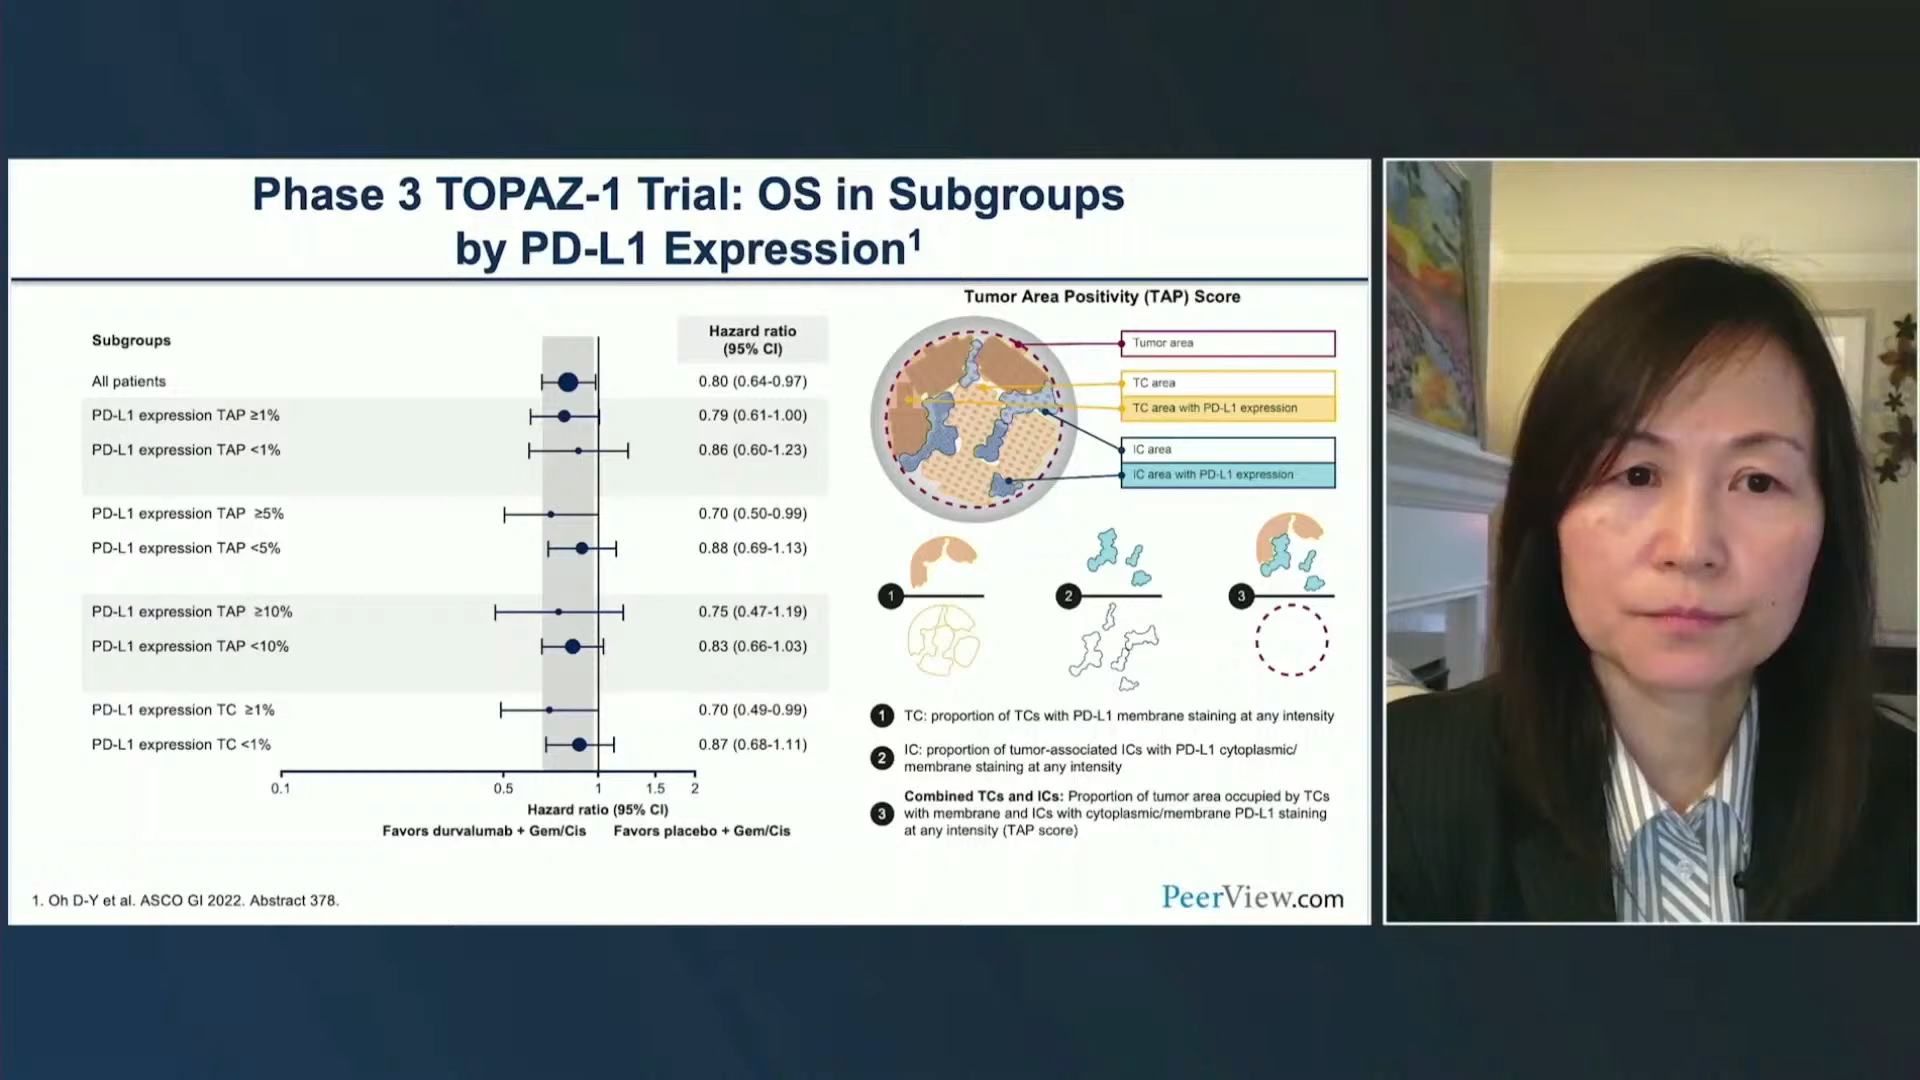 Phase 3 TOPAZ-1 Trial: OS in Subgroups
by PD-L1 Expression¹
Subgroups
Hazard ratio
(95% CI)
All patients
0.80 (0.64-0.97)
PD-L1 expression TAP ≥1%
0.79 (0.61-1.00)
PD-L1 expression TAP <1%
0.86 (0.60-1.23)
PD-L1 expression TAP ≥5%
0.70 (0.50-0.99)
PD-L1 expression TAP <5%
0.88 (0.69-1.13)
PD-L1 expression TAP ≥10%
0.75 (0.47-1.19)
PD-L1 expression TAP <10%
0.83 (0.66-1.03)
PD-L1 expression TC ≥1%
0.70 (0.49-0.99)
PD-L1 expression TC <1%
0.87 (0.68-1.11)
0.1 0.5 1 1.5 2
Hazard ratio (95% CI)
Favors durvalumab + Gem/Cis Favors placebo + Gem/Cis
Tumor Area Positivity (TAP) Score
Tumor area
TC area
TC area with PD-L1 expression
IC area
IC area with PD-L1 expression
1 2 3
1 TC: proportion of TCs with PD-L1 membrane staining at any intensity
2 IC: proportion of tumor-associated ICs with PD-L1 cytoplasmic/
membrane staining at any intensity
3 Combined TCs and ICs: Proportion of tumor area occupied by TCs
with membrane and ICs with cytoplasmic/membrane PD-L1 staining
at any intensity (TAP score)
1. Oh D-Y et al. ASCO GI 2022. Abstract 378.
PeerView.com